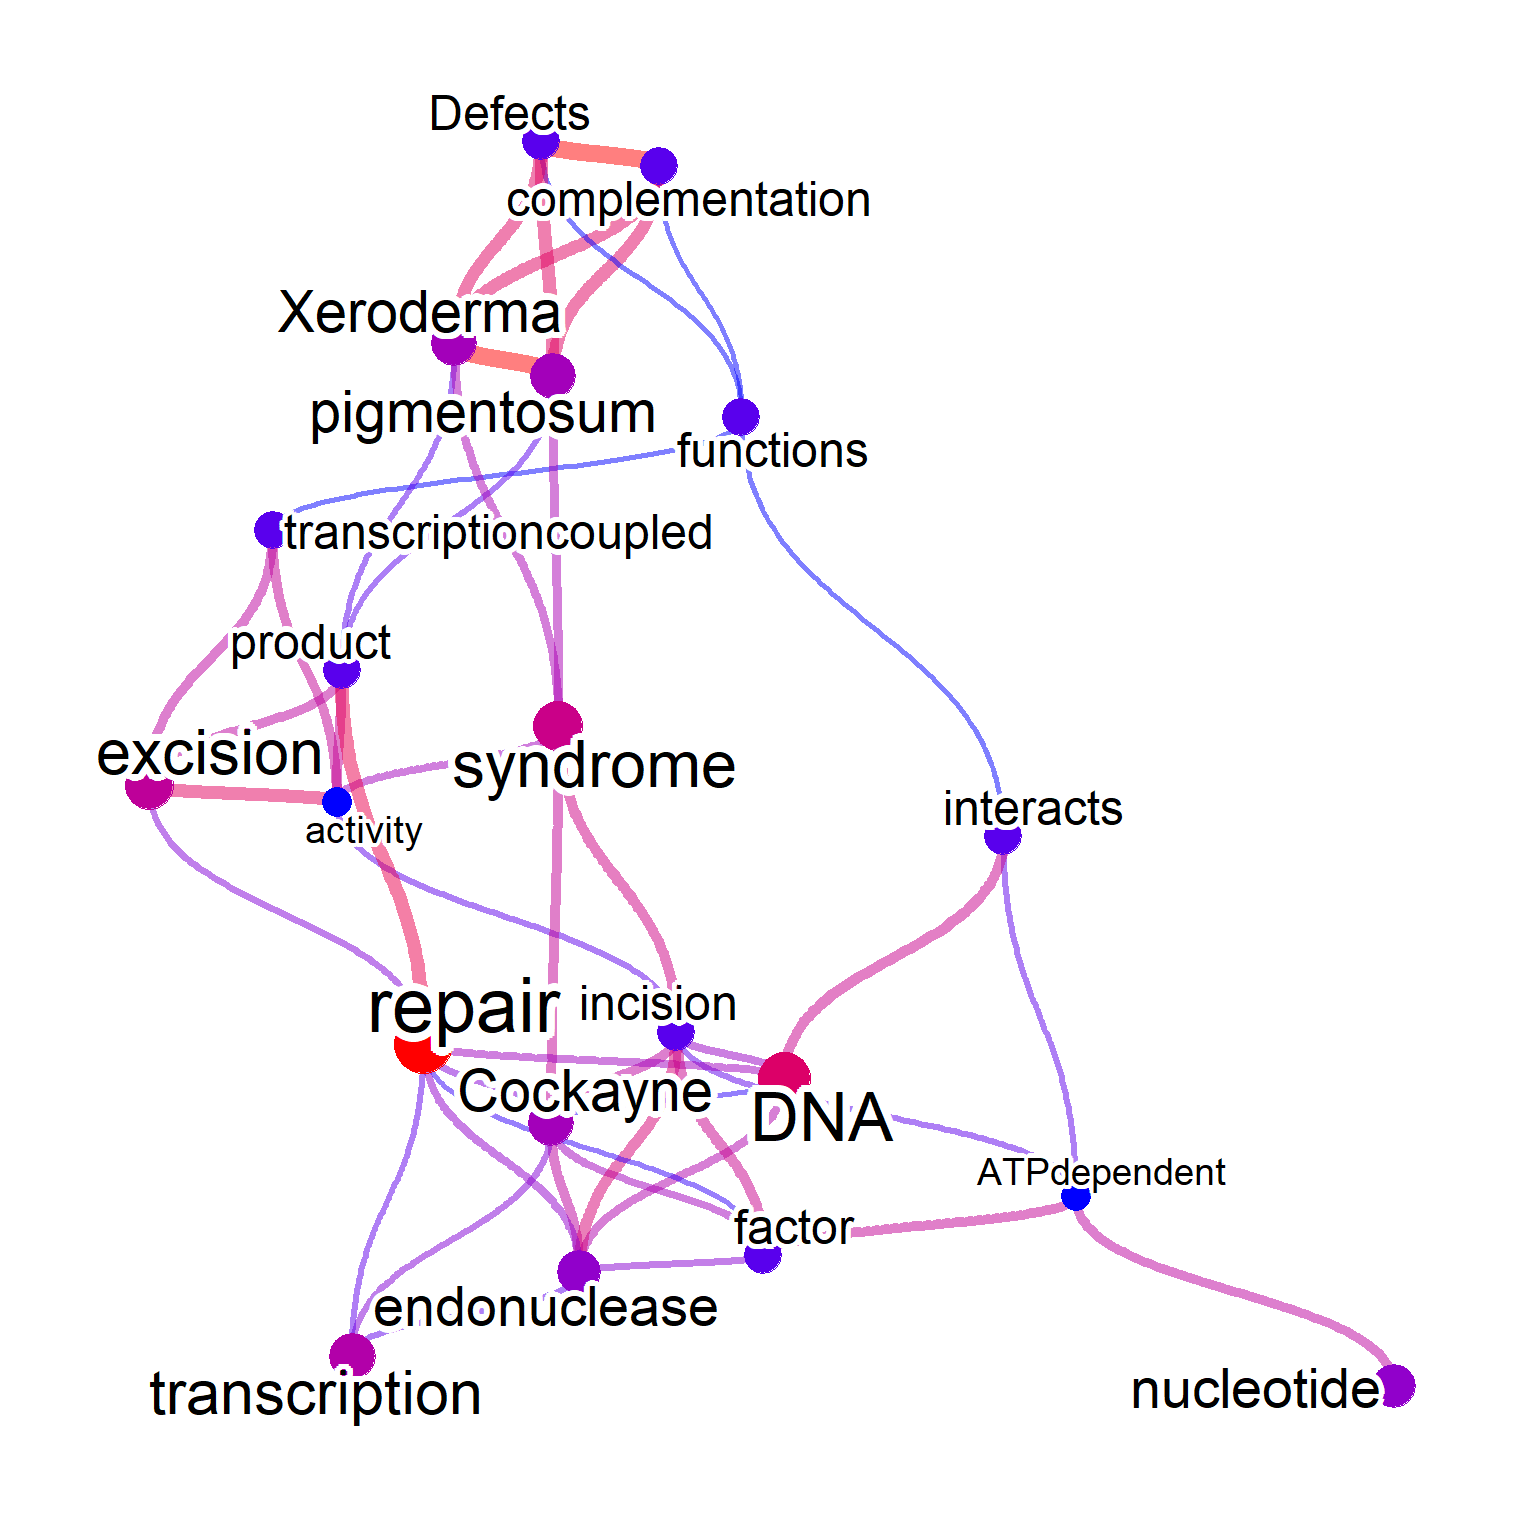 Defects
complementation
Xeroderma
pigmentosum
functions
transcriptioncoupled
product
excision
syndrome
activity
interacts
repair
incision
Cockayne
DNA
ATPdependent
factor
endonuclease
transcription
nucleotide